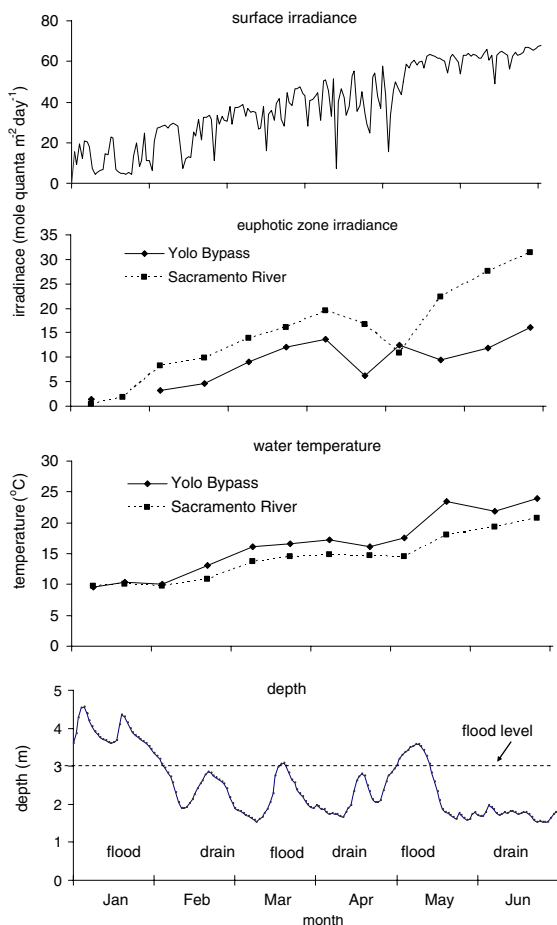 surface irradiance
80
60
40
20
0
irradinace (mole quanta m⁻² day⁻¹)
euphotic zone irradiance
35
30
25
20
15
10
5
0
Yolo Bypass
Sacramento River
water temperature
30
25
20
15
10
5
0
temperature (°C)
Yolo Bypass
Sacramento River
depth
5
4
3
2
1
0
depth (m)
flood level
flood drain flood drain flood drain
Jan Feb Mar Apr May Jun
month